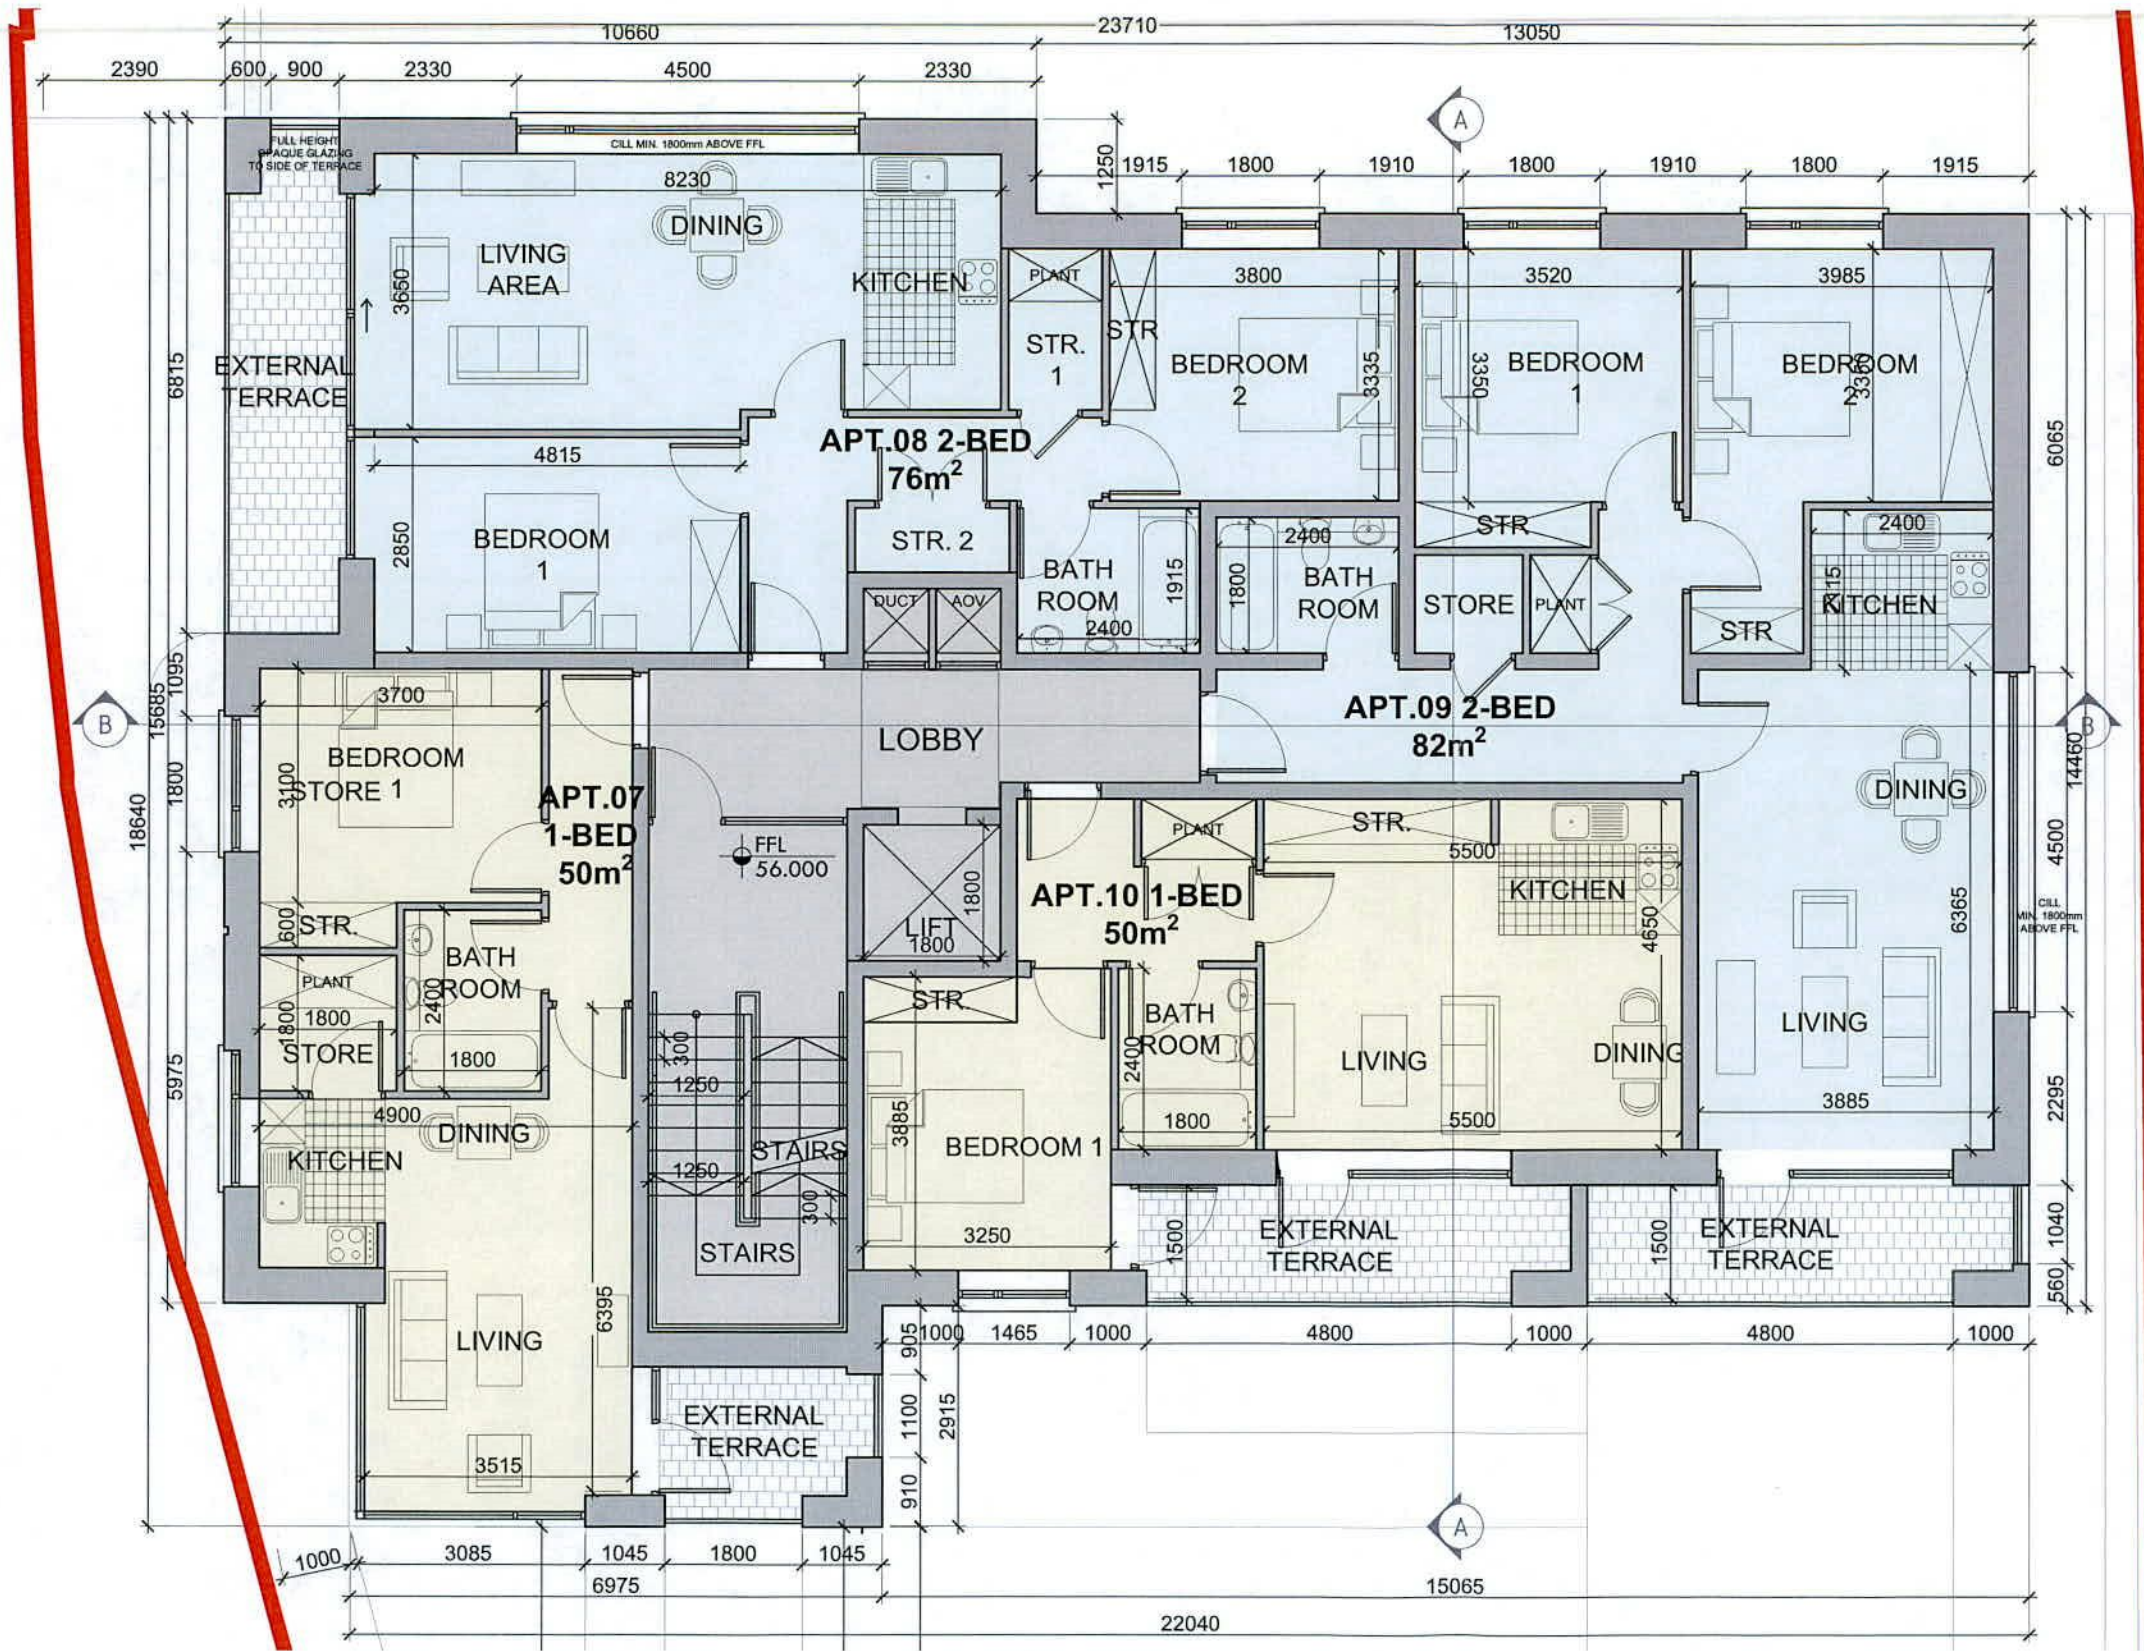 23710
10660
13050
2390
600
900
2330
4500
2330
A
FULL HEIGHT
OPAQUE GLAZING
TO SIDE OF TERRACE
CILL MIN. 1800mm ABOVE FFL
1250
1915
1800
1910
1800
1910
1800
1915
8230
DINING
LIVING
AREA
3650
KITCHEN
PLANT
STR.
1
STR
3800
BEDROOM
2
3335
3520
BEDROOM
1
3350
3985
BEDROOM
2
3350
EXTERNAL
TERRACE
6815
6065
APT.08 2-BED
76m²
4815
BEDROOM
1
2850
STR. 2
BATH
ROOM
1915
2400
DUCT
AOV
2400
1800
BATH
ROOM
STR
STORE
PLANT
STR
2400
KITCHEN
1095
15685
B
B
14460
3700
BEDROOM
STORE 1
3100
1800
18640
LOBBY
APT.09 2-BED
82m²
DINING
APT.07
1-BED
50m²
FFL
56.000
PLANT
STR.
5500
KITCHEN
4500
CILL
MIN. 1800mm
ABOVE FFL
6365
1800
LIFT
1800
APT.10 1-BED
50m²
4650
STR.
600
BATH
ROOM
2400
1800
PLANT
1800
1800
STORE
STR.
BATH
ROOM
2400
1800
LIVING
DINING
5500
LIVING
3885
2295
5975
300
1250
STAIRS
1250
300
STAIRS
4900
DINING
KITCHEN
3885
BEDROOM 1
3250
1500
EXTERNAL
TERRACE
1500
EXTERNAL
TERRACE
1040
560
LIVING
6395
3515
905
1000
1465
1000
4800
1000
4800
1000
EXTERNAL
TERRACE
1100
2915
910
A
1000
3085
1045
1800
1045
6975
15065
22040